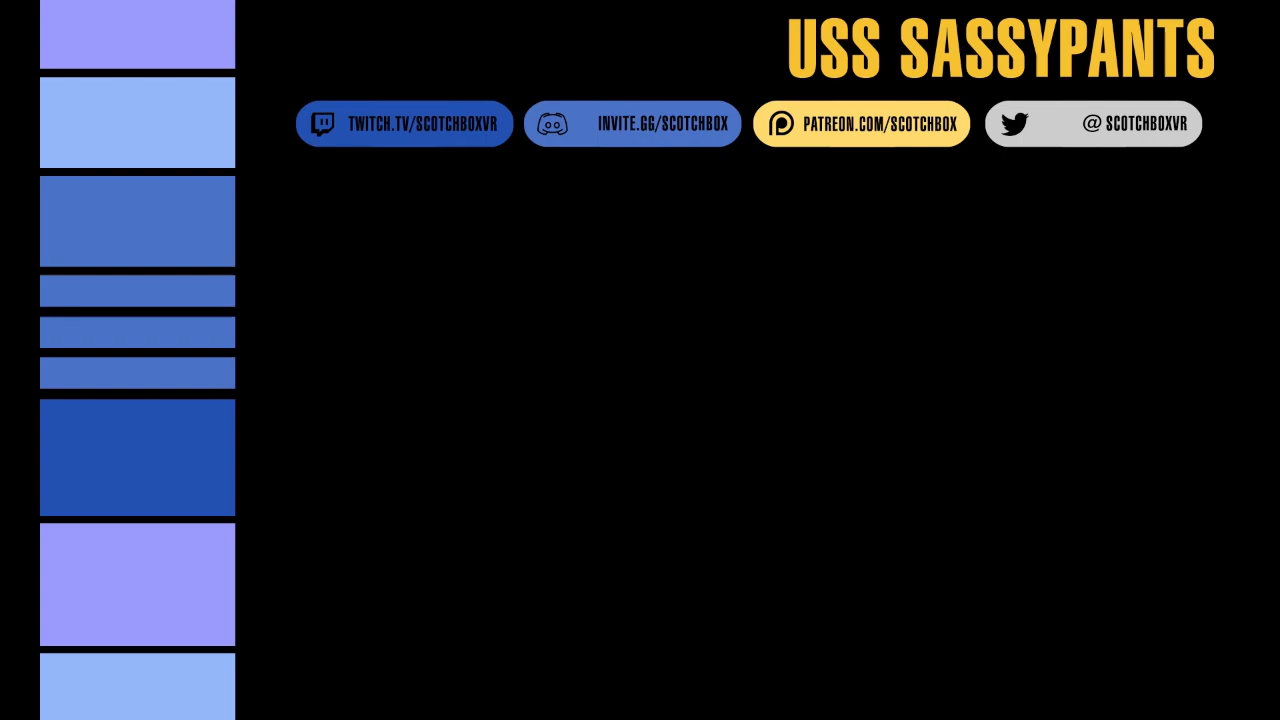 USS SASSYPANTS
TWITCH.TV/SCOTCHBOXVR
INVITE.GG/SCOTCHBOX
PATREON.COM/SCOTCHBOX
@SCOTCHBOXVR